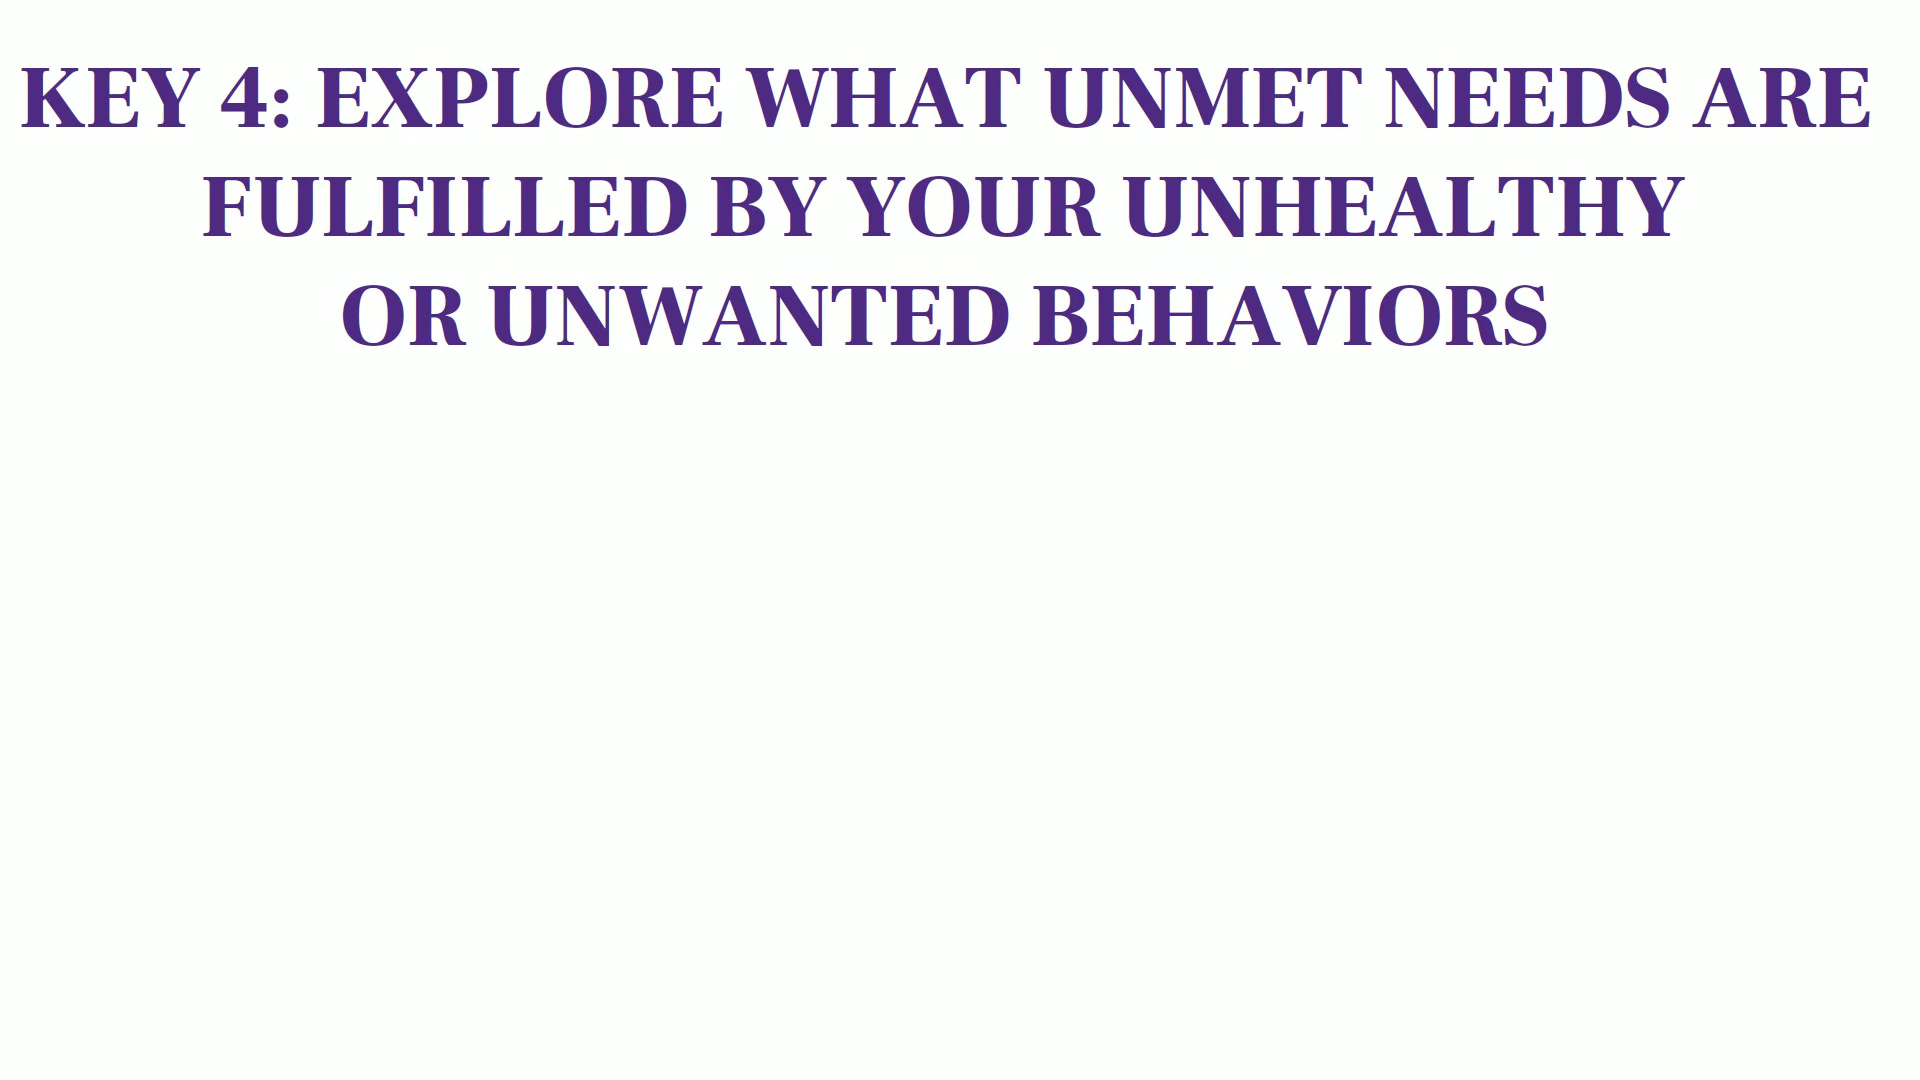 KEY 4: EXPLORE WHAT UNMET NEEDS ARE
FULFILLED BY YOUR UNHEALTHY
OR UNWANTED BEHAVIORS